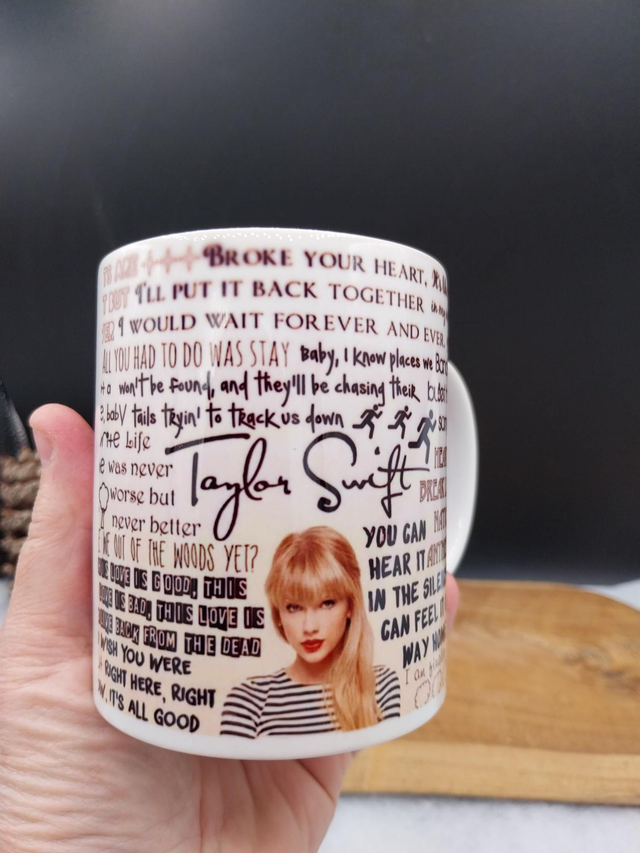 BROKE YOUR HEART,
I'LL PUT IT BACK TOGETHER
I WOULD WAIT FOREVER AND EVER
ALL YOU HAD TO DO WAS STAY
Baby, I know places we
won't be found, and they'll be chasing their
tails tryin' to track us down
The Life
was never
worse but
never better
Taylor Swift
OUT OF THE WOODS YET?
LOVE IS GOOD, THIS
IS BAD, THIS LOVE IS
BACK FROM THE DEAD
WISH YOU WERE
RIGHT HERE, RIGHT
IT'S ALL GOOD
YOU CAN
HEAR IT
IN THE
CAN FEEL
WAY
I am